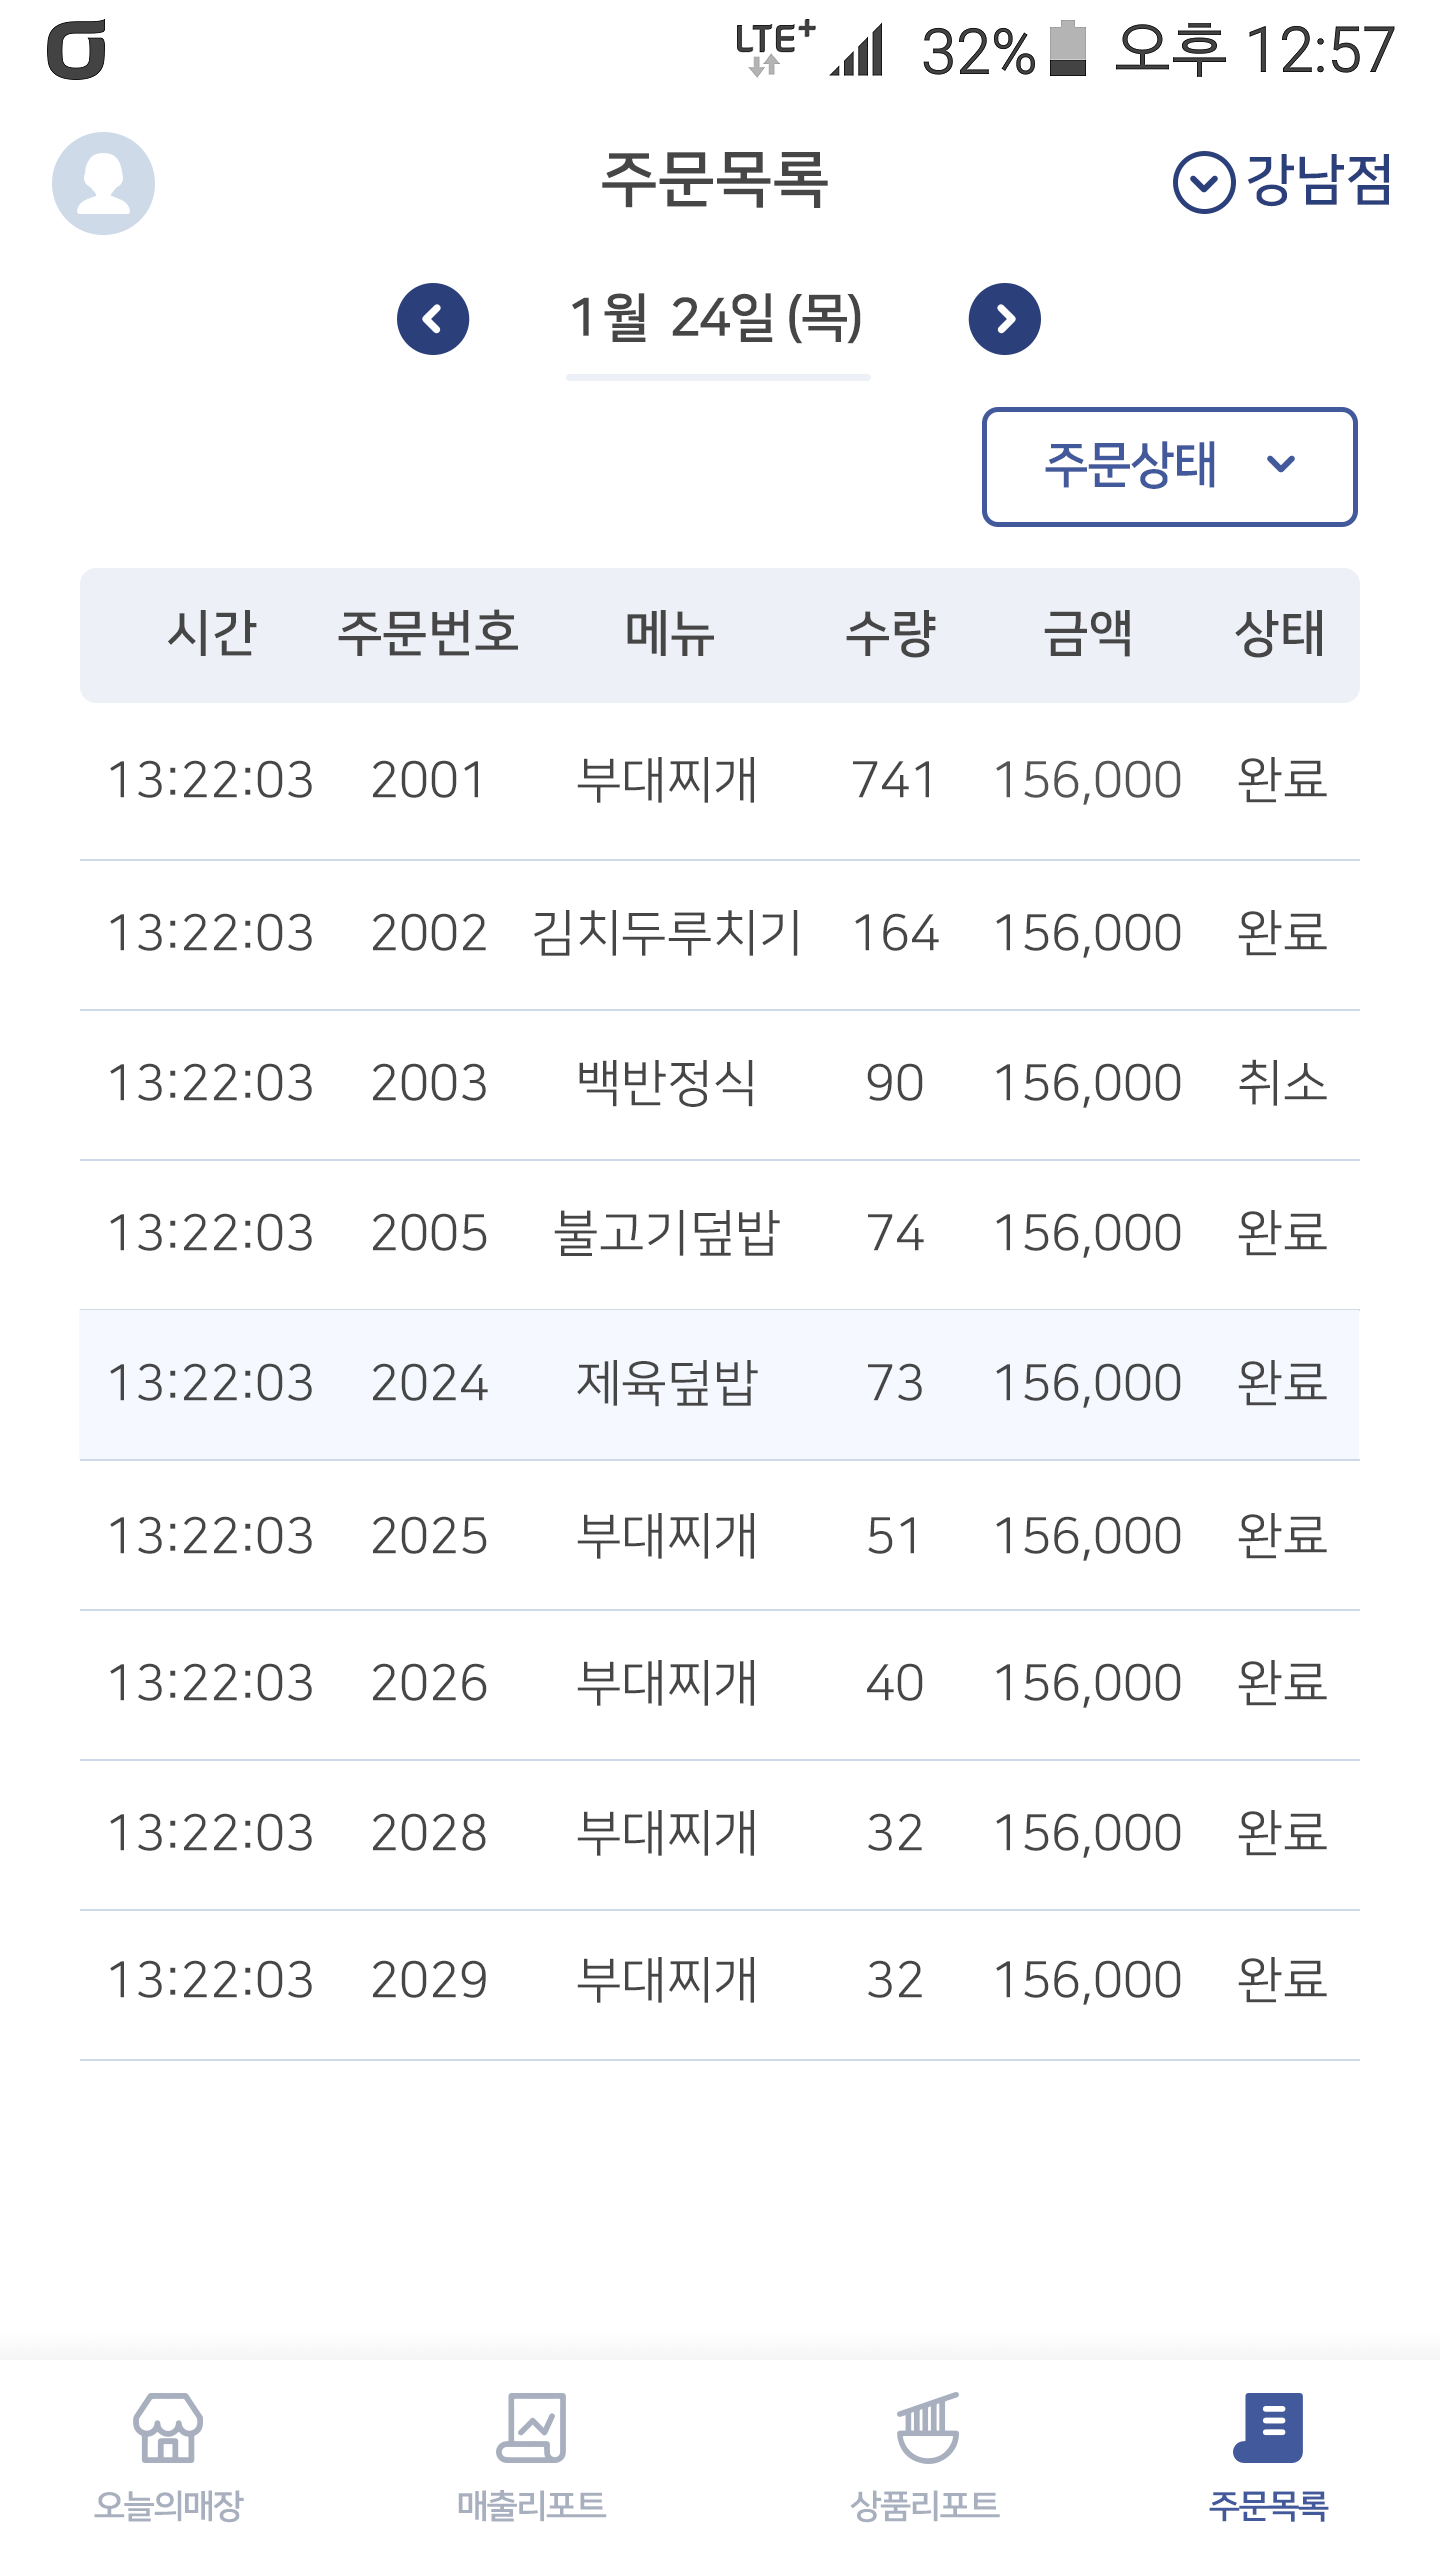 LTE+ 32% 오후 12:57
주문목록
강남점
1월 24일 (목)
주문상태
시간 주문번호 메뉴 수량 금액 상태
13:22:03 2001 부대찌개 741 156,000 완료
13:22:03 2002 김치두루치기 164 156,000 완료
13:22:03 2003 백반정식 90 156,000 취소
13:22:03 2005 불고기덮밥 74 156,000 완료
13:22:03 2024 제육덮밥 73 156,000 완료
13:22:03 2025 부대찌개 51 156,000 완료
13:22:03 2026 부대찌개 40 156,000 완료
13:22:03 2028 부대찌개 32 156,000 완료
13:22:03 2029 부대찌개 32 156,000 완료
오늘의매장 매출리포트 상품리포트 주문목록